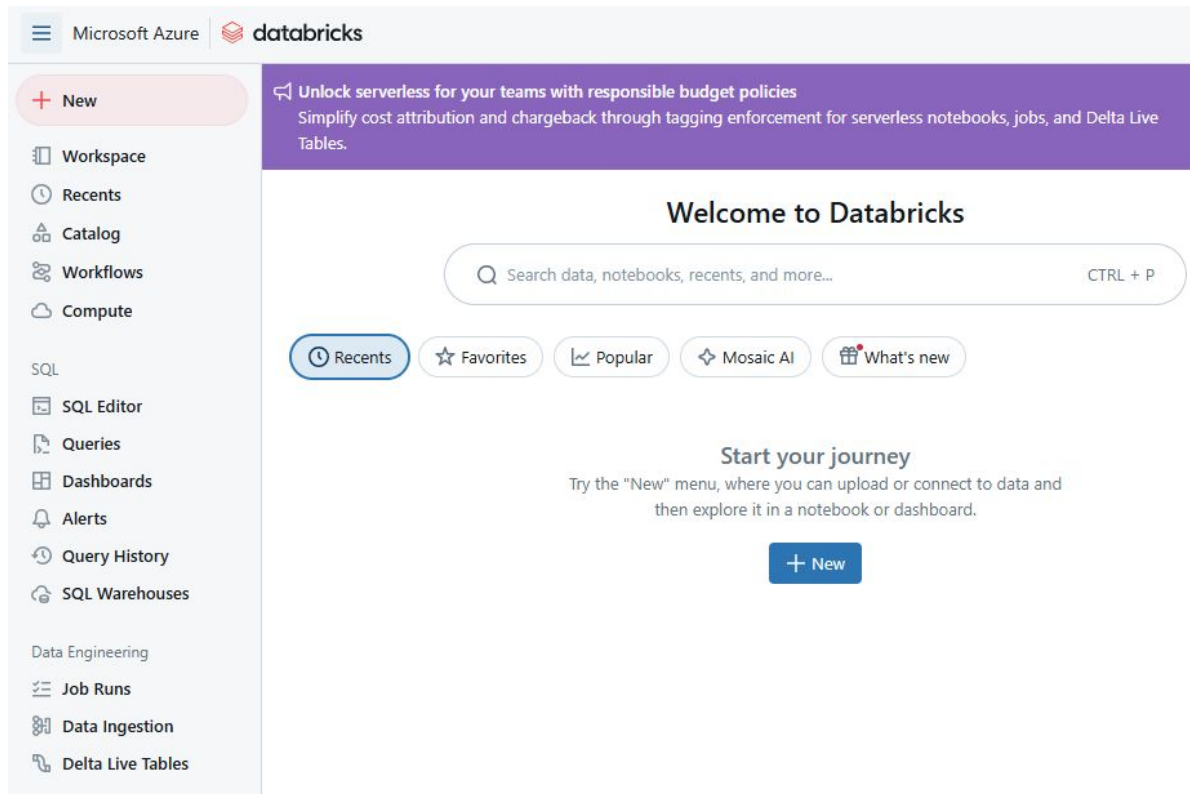 Microsoft Azure databricks
New
Workspace
Recents
Catalog
Workflows
Compute
SQL
SQL Editor
Queries
Dashboards
Alerts
Query History
SQL Warehouses
Data Engineering
Job Runs
Data Ingestion
Delta Live Tables
Unlock serverless for your teams with responsible budget policies
Simplify cost attribution and chargeback through tagging enforcement for serverless notebooks, jobs, and Delta Live
Tables.
Welcome to Databricks
Search data, notebooks, recents, and more... CTRL + P
Recents Favorites Popular Mosaic AI What's new
Start your journey
Try the "New" menu, where you can upload or connect to data and
then explore it in a notebook or dashboard.
New